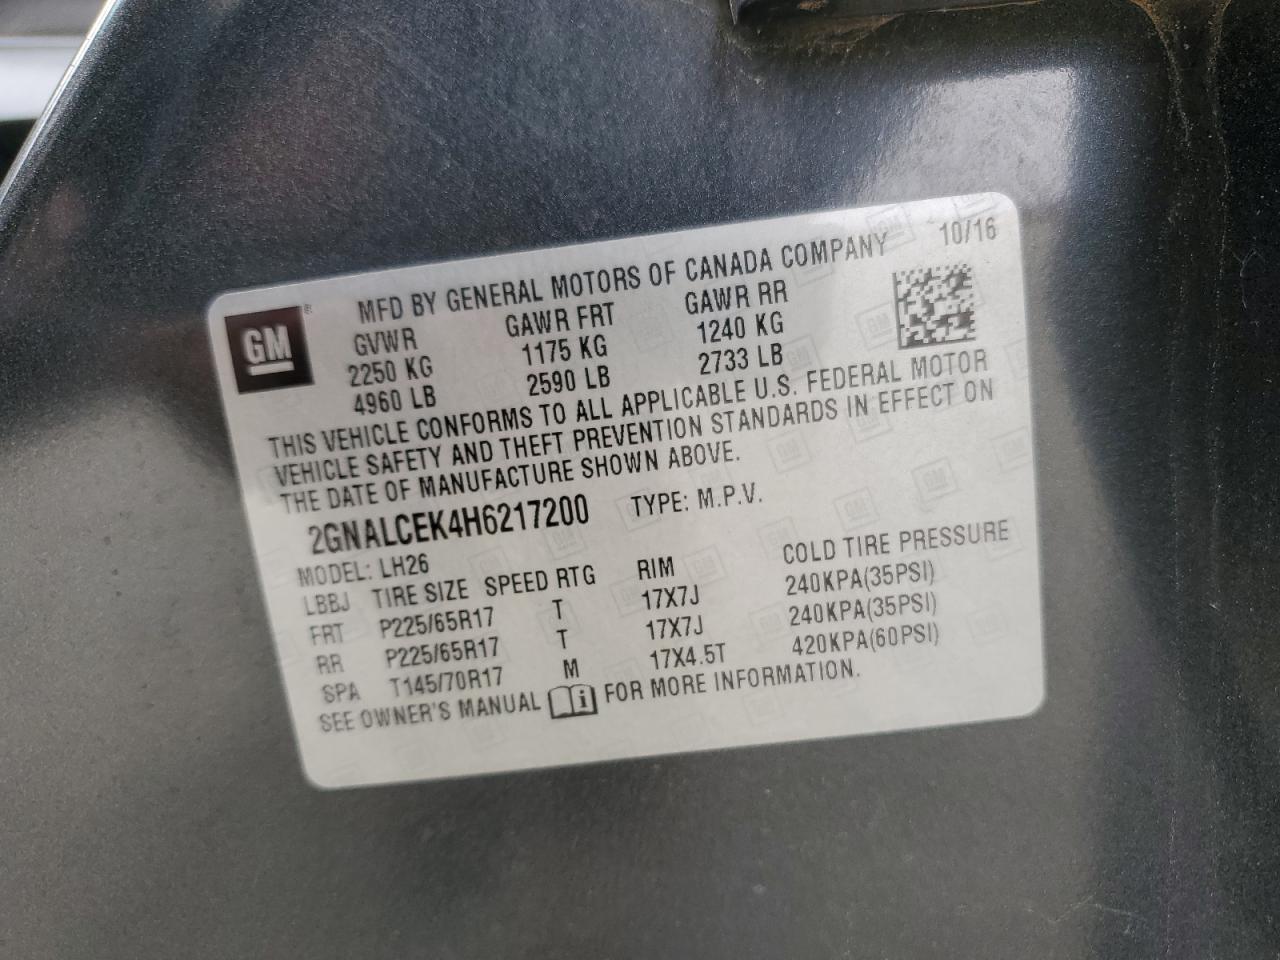 GM
MFD BY GENERAL MOTORS OF CANADA COMPANY 10/16
GVWR GAWR FRT GAWR RR
2250 KG 1175 KG 1240 KG
4960 LB 2590 LB 2733 LB
THIS VEHICLE CONFORMS TO ALL APPLICABLE U.S. FEDERAL MOTOR
VEHICLE SAFETY AND THEFT PREVENTION STANDARDS IN EFFECT ON
THE DATE OF MANUFACTURE SHOWN ABOVE.
2GNALCEK4H6217200 TYPE: M.P.V.
MODEL: LH26
LBBJ TIRE SIZE SPEED RTG RIM COLD TIRE PRESSURE
FRT P225/65R17 T 17X7J 240KPA(35PSI)
RR P225/65R17 T 17X7J 240KPA(35PSI)
SPA T145/70R17 M 17X4.5T 420KPA(60PSI)
SEE OWNER'S MANUAL i FOR MORE INFORMATION.